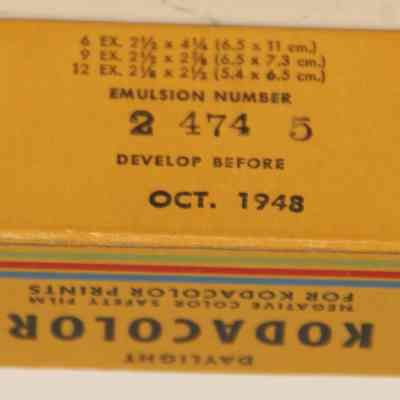 6 EX. 2½ x 4¼ (6.5 x 11 cm.)
9 EX. 2½ x 2⅞ (6.5 x 7.3 cm.)
12 EX. 2⅛ x 2½ (5.4 x 6.5 cm.)
EMULSION NUMBER
2 474 5
DEVELOP BEFORE
OCT. 1948
DAYLIGHT
KODACOLOR
NEGATIVE COLOR SAFETY FILM
FOR KODACOLOR PRINTS